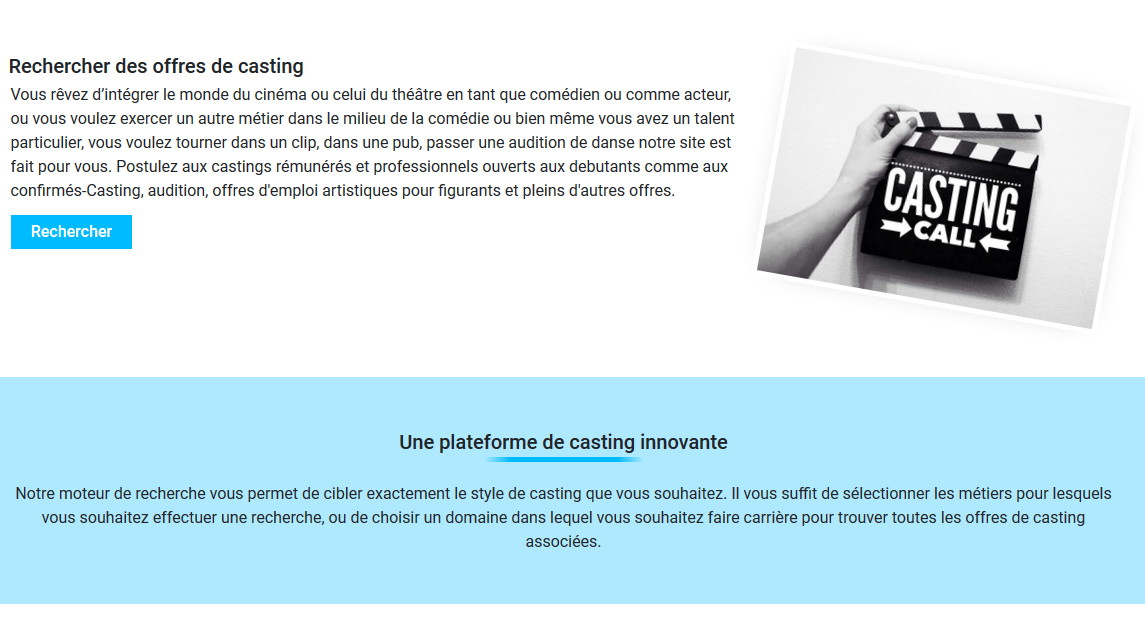 Rechercher des offres de casting
Vous rêvez d’intégrer le monde du cinéma ou celui du théâtre en tant que comédien ou comme acteur,
ou vous voulez exercer un autre métier dans le milieu de la comédie ou bien même vous avez un talent
particulier, vous voulez tourner dans un clip, dans une pub, passer une audition de danse notre site est
fait pour vous. Postulez aux castings rémunérés et professionnels ouverts aux debutants comme aux
confirmés-Casting, audition, offres d'emploi artistiques pour figurants et pleins d'autres offres.
Rechercher
CASTING
CALL
Une plateforme de casting innovante
Notre moteur de recherche vous permet de cibler exactement le style de casting que vous souhaitez. Il vous suffit de sélectionner les métiers pour lesquels
vous souhaitez effectuer une recherche, ou de choisir un domaine dans lequel vous souhaitez faire carrière pour trouver toutes les offres de casting
associées.